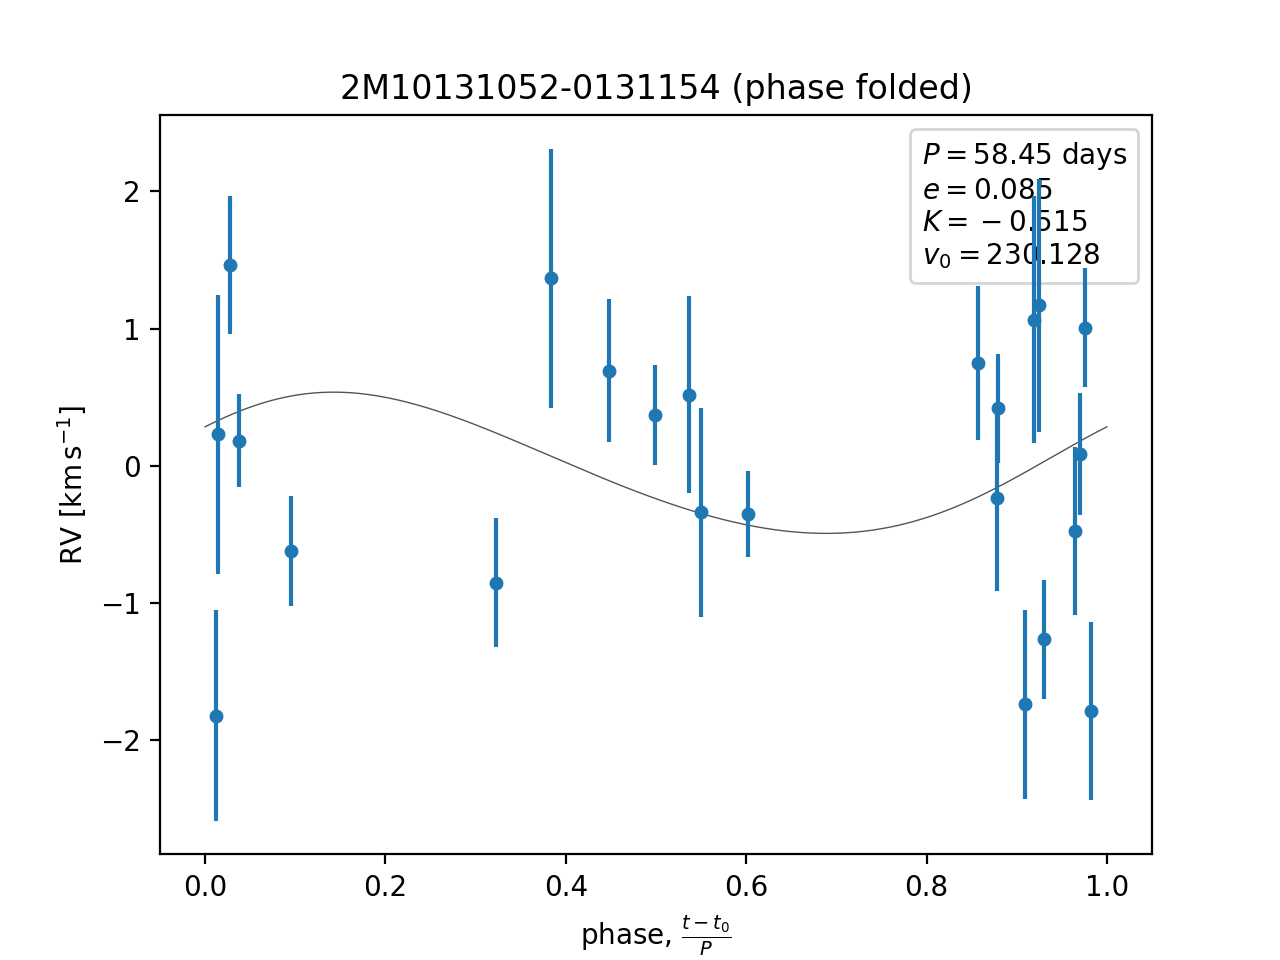 2M10131052-0131154 (phase folded)
P = 58.45 days
e = 0.085
K = −0.515
v₀ = 230.128
RV [km s⁻¹]
2
1
0
−1
−2
0.0 0.2 0.4 0.6 0.8 1.0
phase, (t − t₀)/P